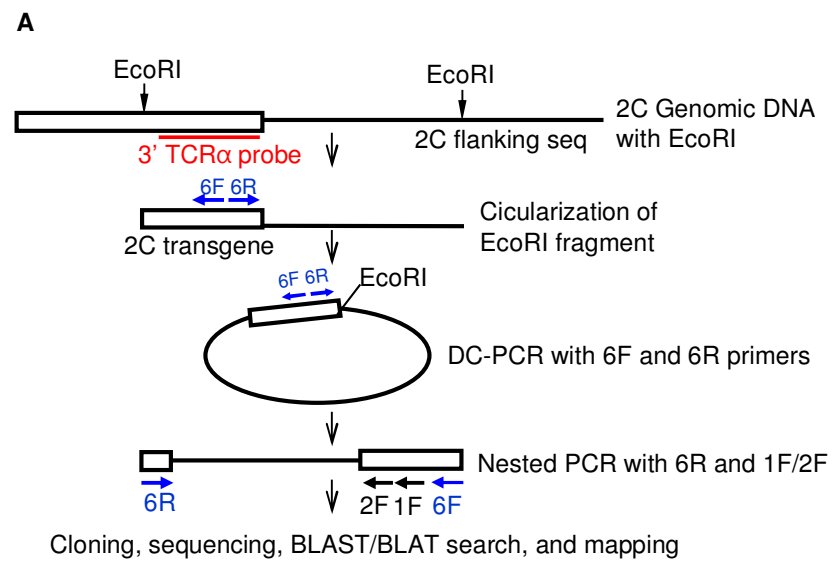 A
EcoRI
EcoRI
2C Genomic DNA
with EcoRI
2C flanking seq
3' TCRα probe
6F 6R
Cicularization of
EcoRI fragment
2C transgene
6F 6R
EcoRI
DC-PCR with 6F and 6R primers
Nested PCR with 6R and 1F/2F
6R
2F 1F 6F
Cloning, sequencing, BLAST/BLAT search, and mapping